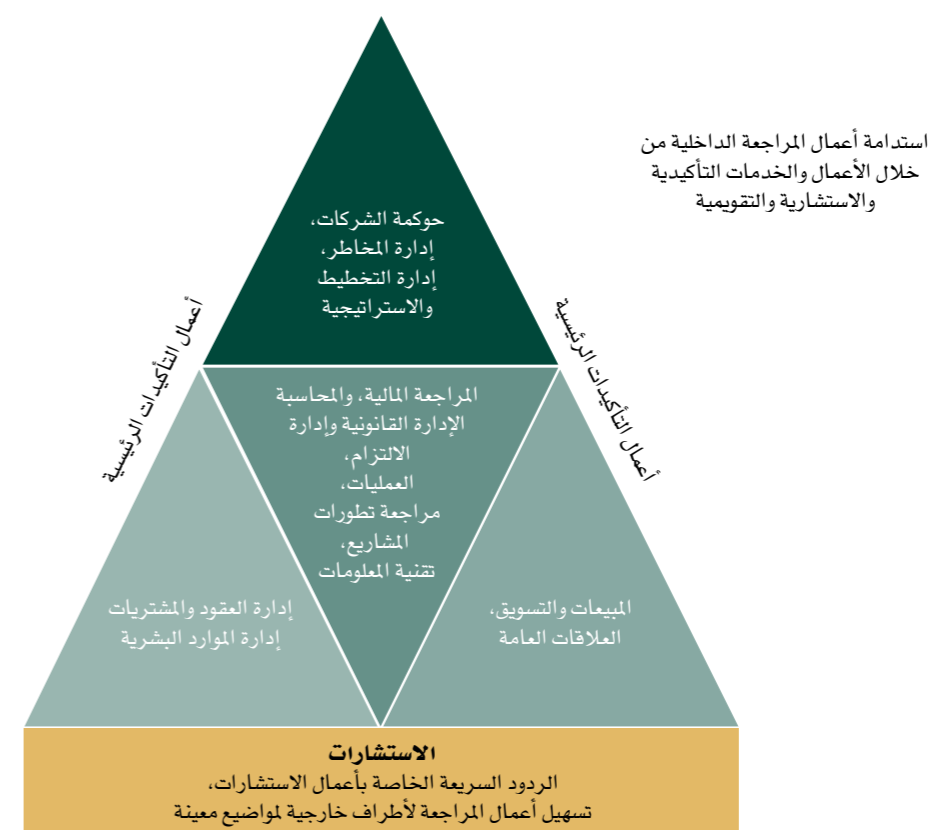 استدامة أعمال المراجعة الداخلية من
خلال الأعمال والخدمات التأكيدية
والاستشارية والتقويمية
حوكمة الشركات،
إدارة المخاطر،
إدارة التخطيط
والاستراتيجية
أعمال التأكيدات الرئيسية
أعمال التأكيدات الرئيسية
المراجعة المالية، والمحاسبة
الإدارة القانونية وإدارة
الالتزام،
العمليات،
مراجعة تطورات
المشاريع،
تقنية المعلومات
المبيعات والتسويق،
العلاقات العامة
إدارة العقود والمشتريات
إدارة الموارد البشرية
الاستشارات
الردود السريعة الخاصة بأعمال الاستشارات،
تسهيل أعمال المراجعة لأطراف خارجية لمواضيع معينة